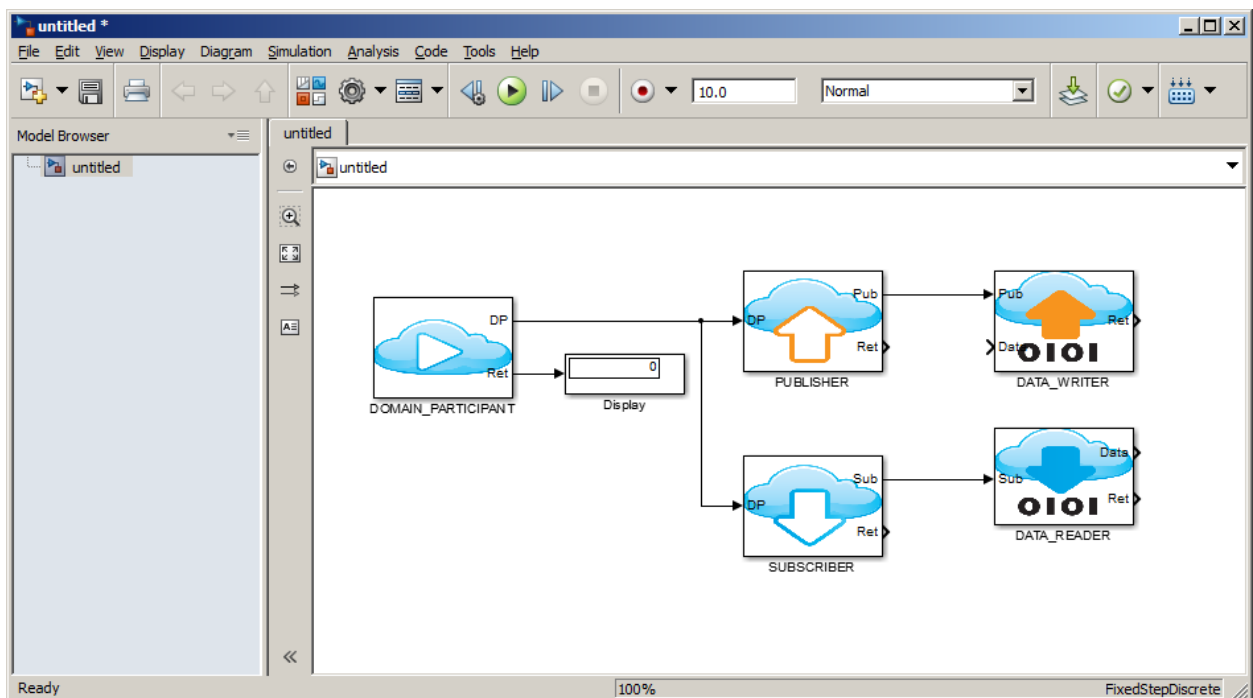 untitled *
File Edit View Display Diagram Simulation Analysis Code Tools Help
10.0 Normal
Model Browser
untitled
untitled
untitled
DP
Ret
DOMAIN_PARTICIPANT
0
Display
Pub
DP
Ret
PUBLISHER
Pub
Ret
Data
0101
DATA_WRITER
Sub
DP
Ret
SUBSCRIBER
Data
Sub
Ret
0101
DATA_READER
Ready 100% FixedStepDiscrete